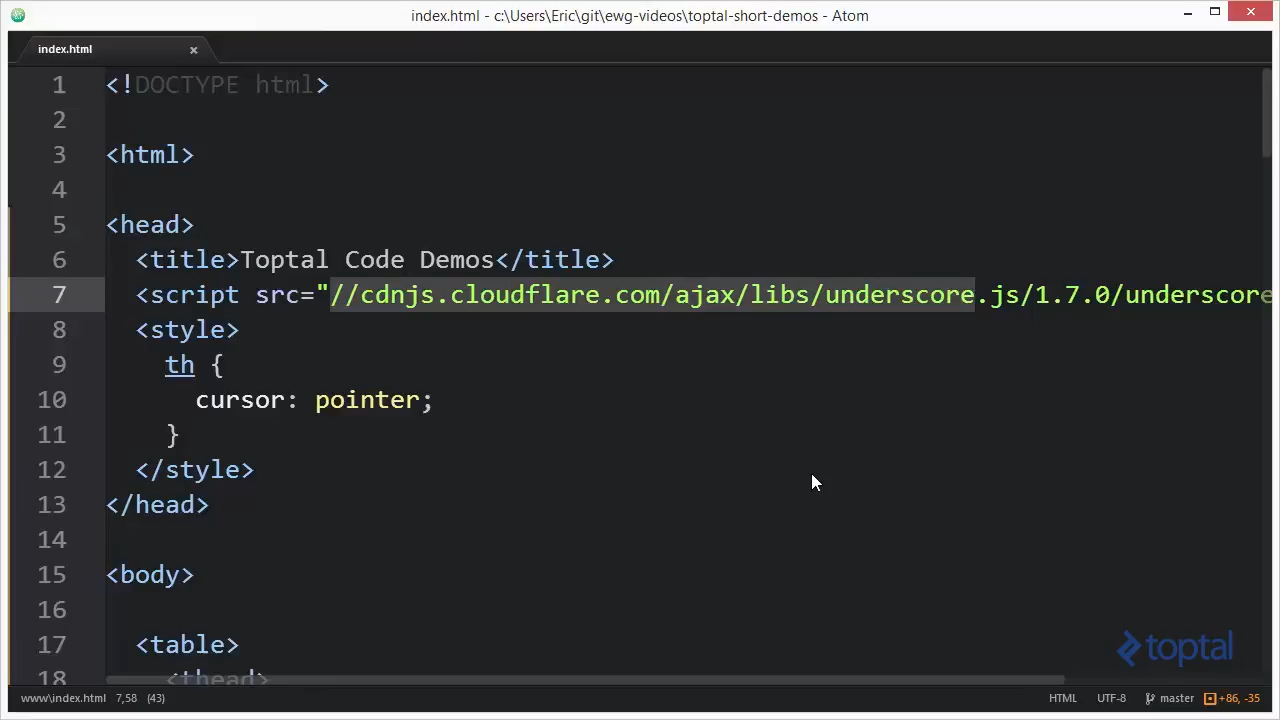 index.html - c:\Users\Eric\git\ewg-videos\toptal-short-demos - Atom
index.html
1 <!DOCTYPE html>
2
3 <html>
4
5 <head>
6 <title>Toptal Code Demos</title>
7 <script src="//cdnjs.cloudflare.com/ajax/libs/underscore.js/1.7.0/underscore
8 <style>
9 th {
10 cursor: pointer;
11 }
12 </style>
13 </head>
14
15 <body>
16
17 <table>
18 <thead>
toptal
www\index.html 7,58 (43) HTML UTF-8 master +86, -35